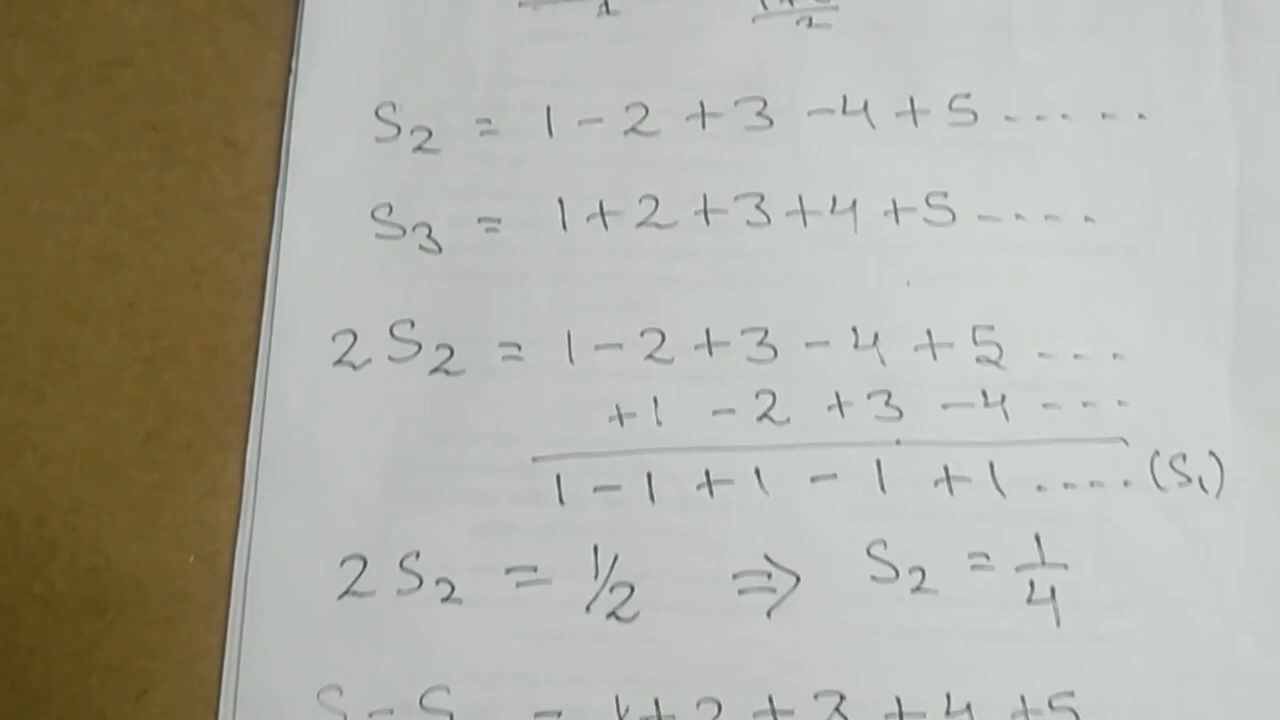 S₂ = 1 - 2 + 3 - 4 + 5 ......
S₃ = 1 + 2 + 3 + 4 + 5 .....
2S₂ = 1 - 2 + 3 - 4 + 5 ...
+1 - 2 + 3 - 4 ...
1 - 1 + 1 - 1 + 1 ..... (S₁)
2S₂ = 1/2 ⇒ S₂ = 1/4